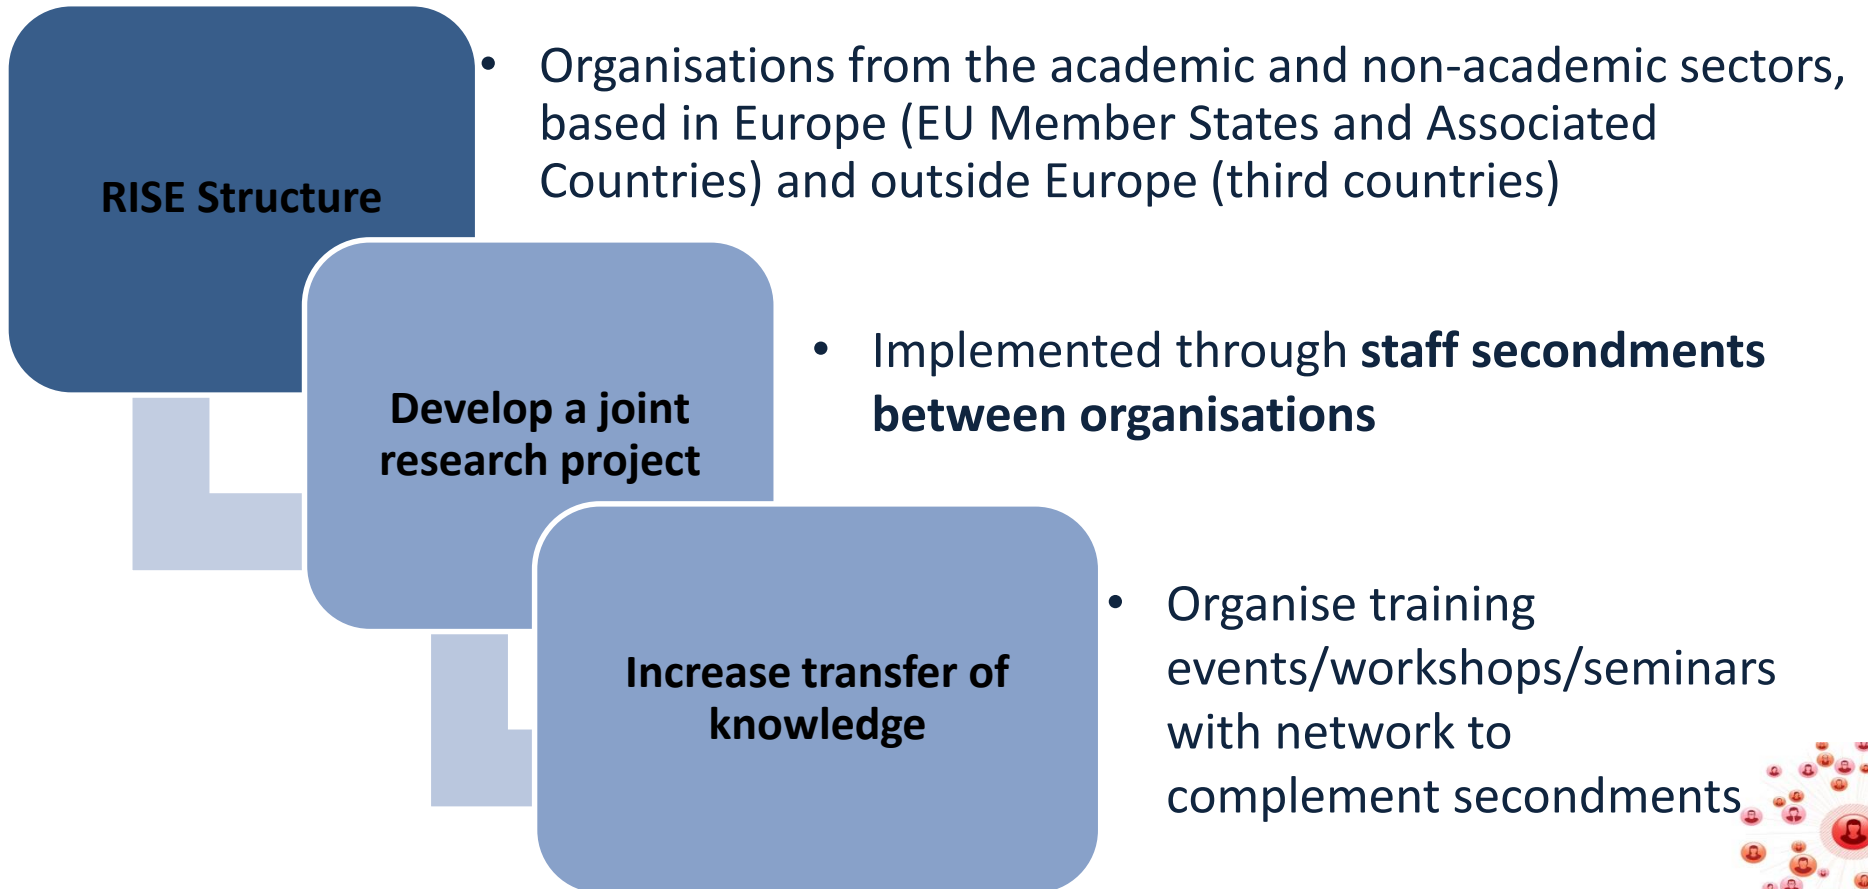 RISE Structure
• Organisations from the academic and non-academic sectors,
based in Europe (EU Member States and Associated
Countries) and outside Europe (third countries)
Develop a joint
research project
• Implemented through staff secondments
between organisations
Increase transfer of
knowledge
• Organise training
events/workshops/seminars
with network to
complement secondments